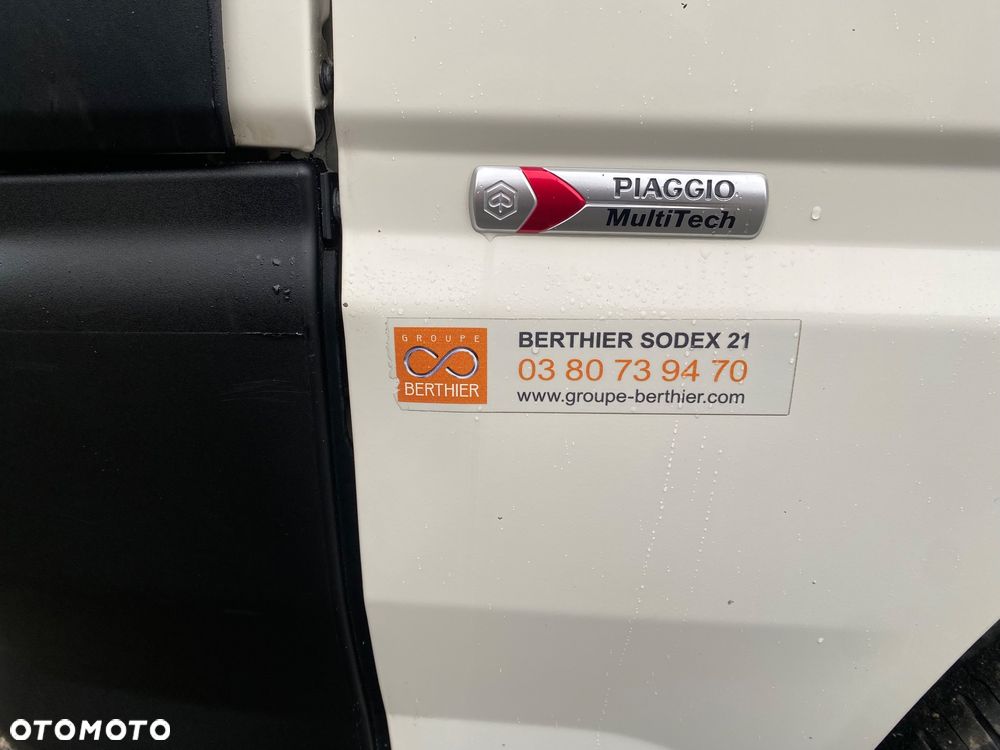 PIAGGIO
MultiTech
GROUPE
BERTHIER
BERTHIER SODEX 21
03 80 73 94 70
www.groupe-berthier.com
OTOMOTO